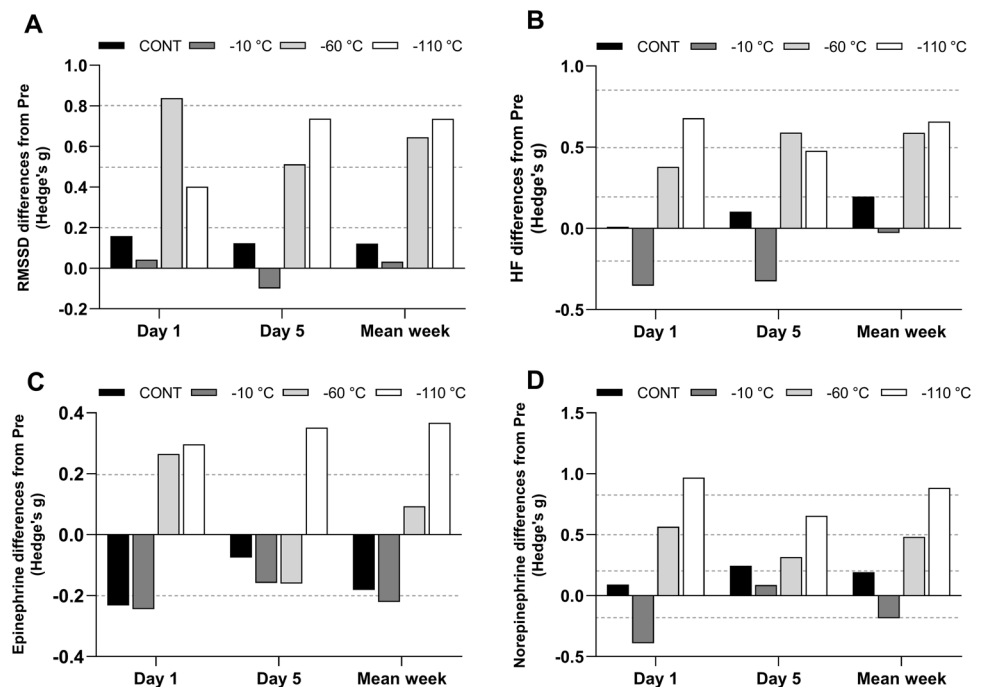 A
CONT -10 °C -60 °C -110 °C
RMSSD differences from Pre
(Hedge's g)
1.0
0.8
0.6
0.4
0.2
0.0
-0.2
Day 1 Day 5 Mean week
B
CONT -10 °C -60 °C -110 °C
HF differences from Pre
(Hedge's g)
1.0
0.5
0.0
-0.5
Day 1 Day 5 Mean week
C
CONT -10 °C -60 °C -110 °C
Epinephrine differences from Pre
(Hedge's g)
0.4
0.2
0.0
-0.2
-0.4
Day 1 Day 5 Mean week
D
CONT -10 °C -60 °C -110 °C
Norepinephrine differences from Pre
(Hedge's g)
1.5
1.0
0.5
0.0
-0.5
Day 1 Day 5 Mean week